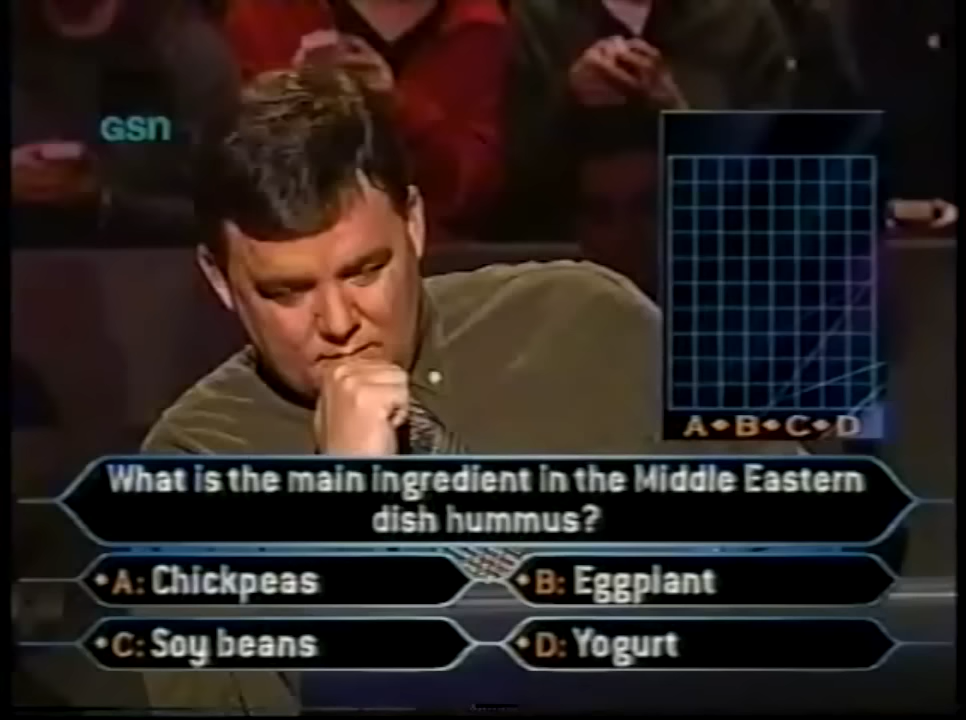 GSN
A◆B◆C◆D
What is the main ingredient in the Middle Eastern
dish hummus?
A: Chickpeas
B: Eggplant
C: Soy beans
D: Yogurt